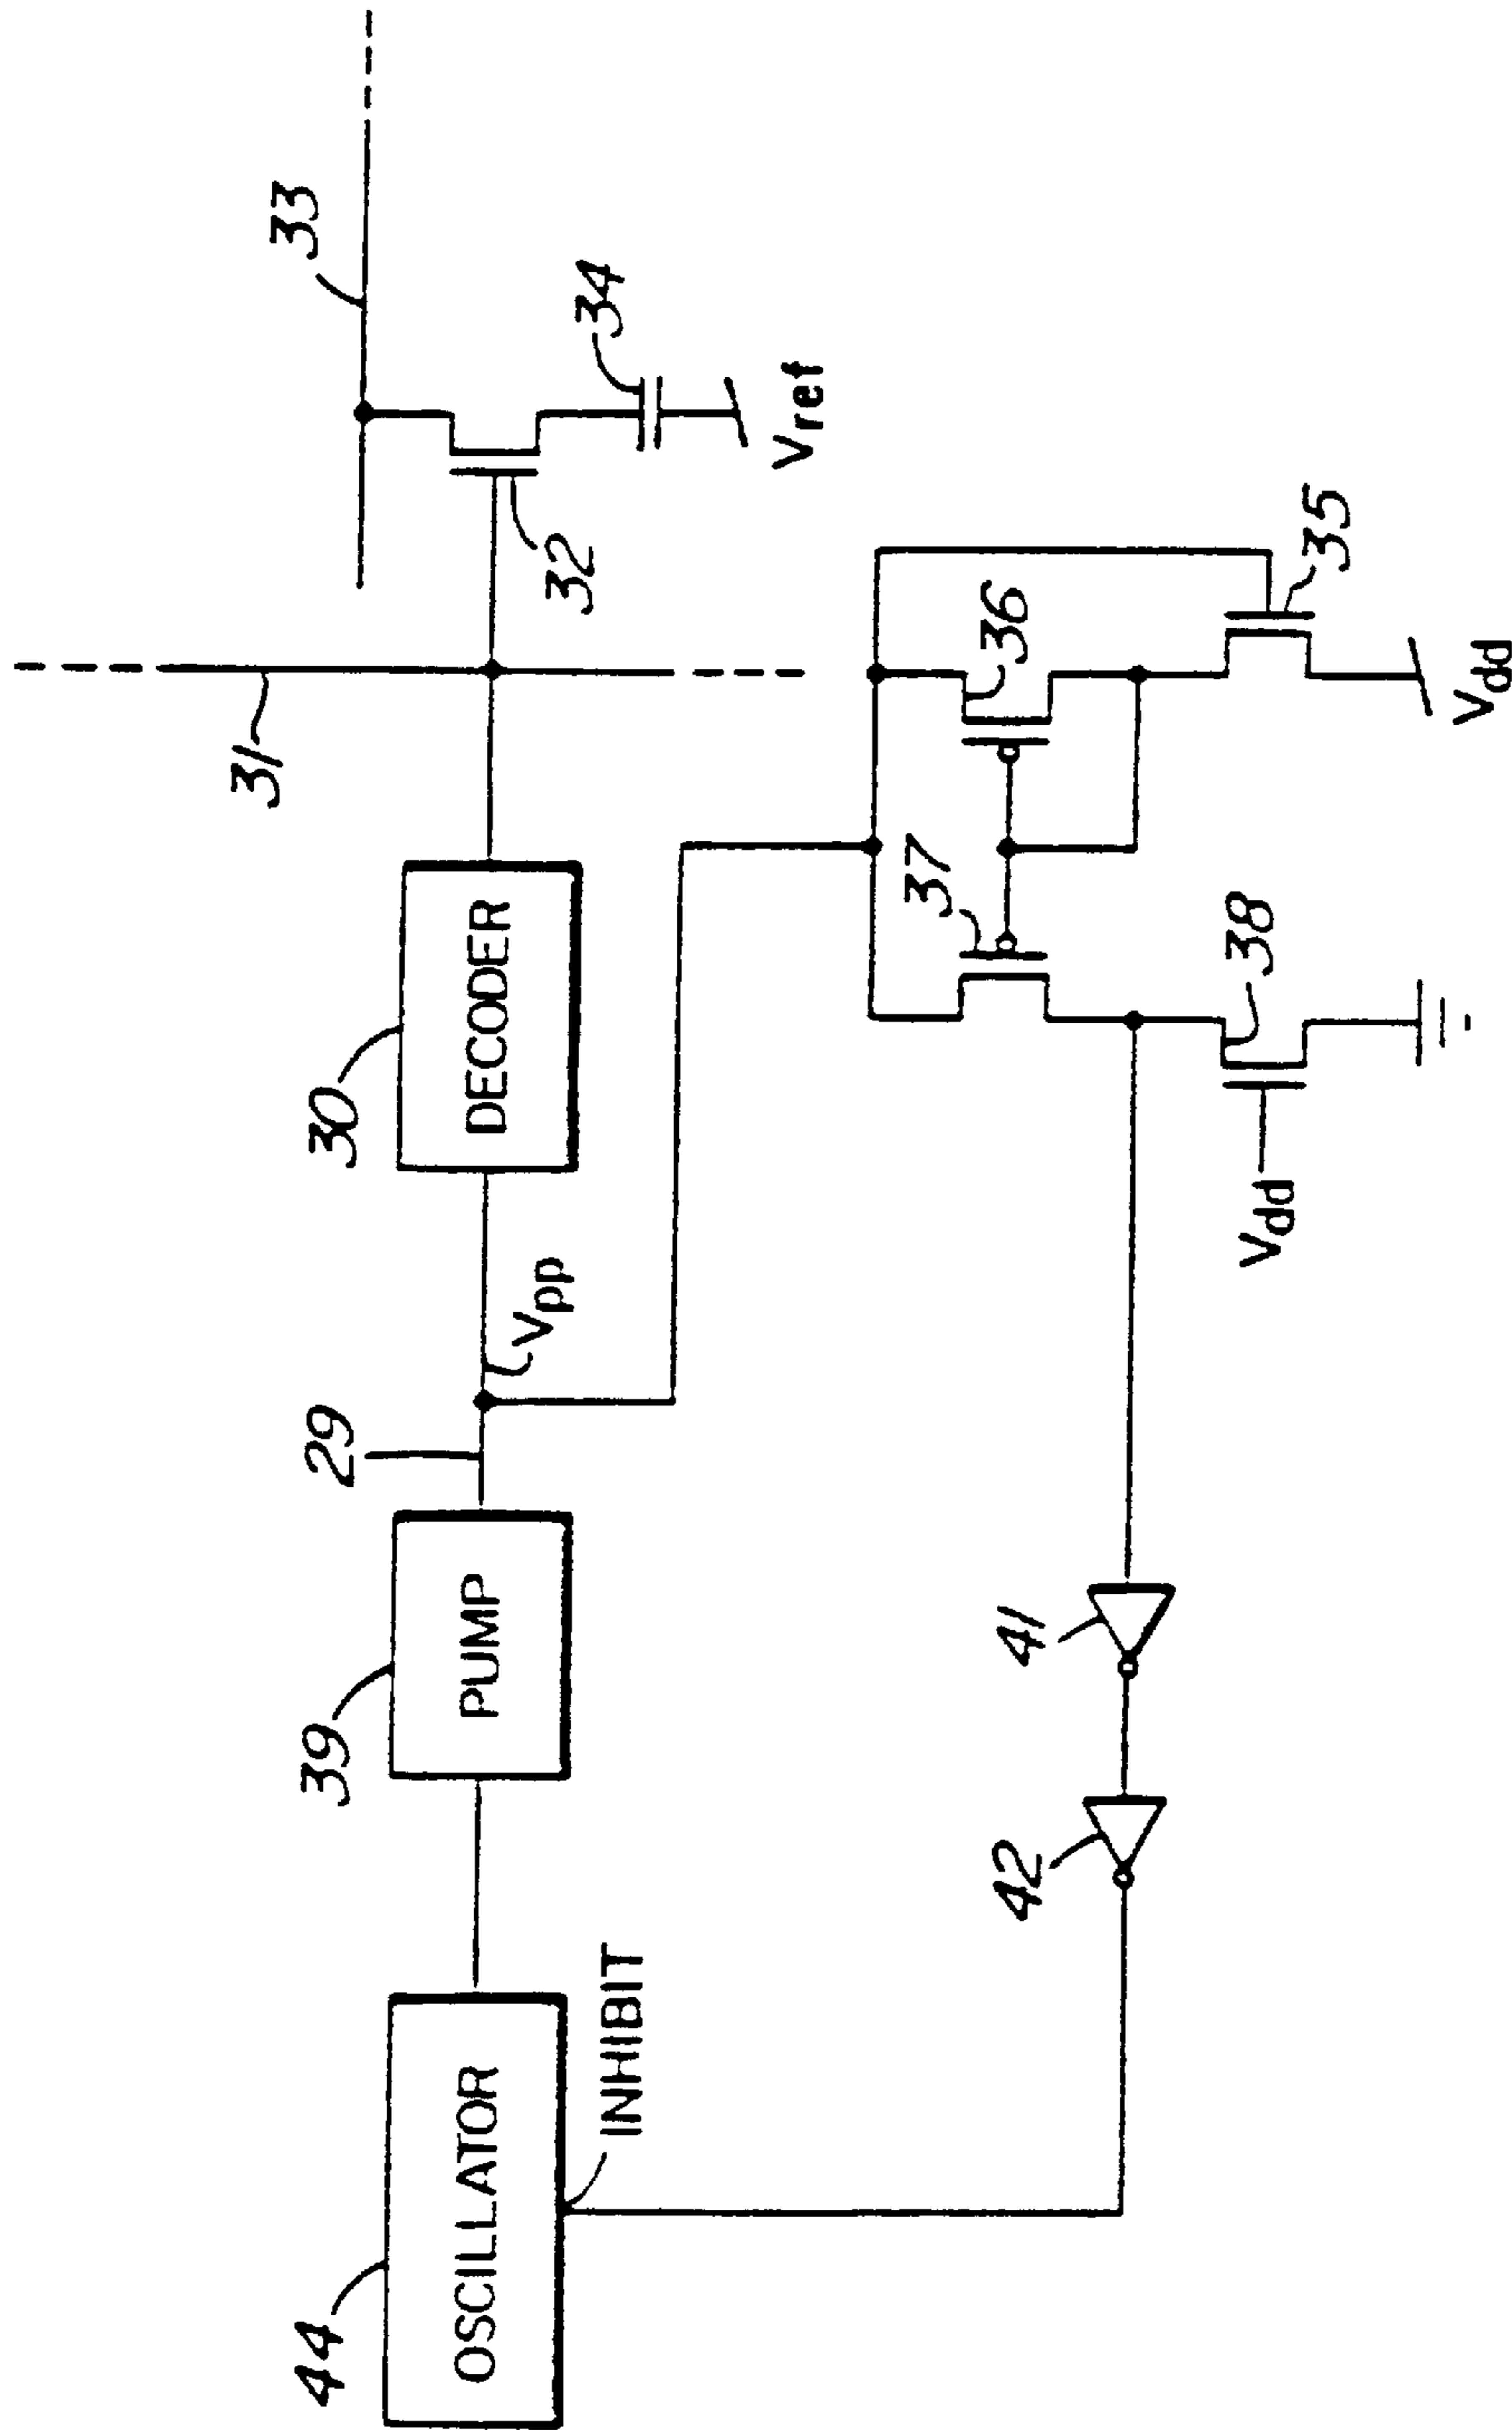 33
31
34
32
Vref
30
DECODER
29
Vpp
39
PUMP
44
OSCILLATOR
INHIBIT
36
37
35
38
Vdd
Vdd
41
42